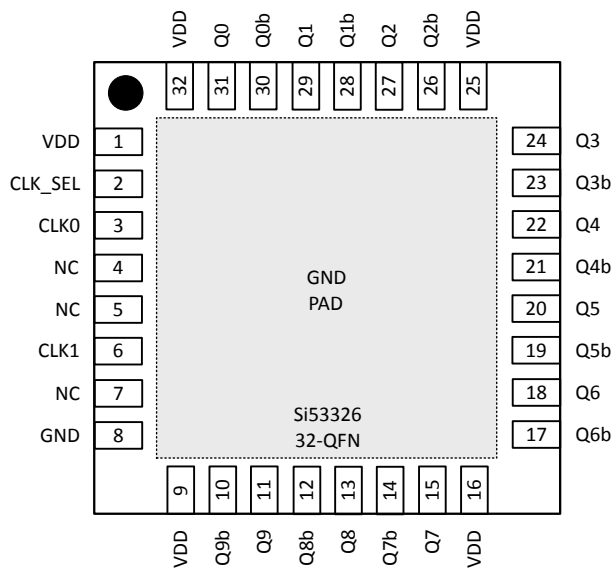 VDD Q0 Q0b Q1 Q1b Q2 Q2b VDD
32 31 30 29 28 27 26 25
VDD 1 24 Q3
CLK_SEL 2 23 Q3b
CLK0 3 22 Q4
NC 4 21 Q4b
GND
PAD
NC 5 20 Q5
CLK1 6 19 Q5b
NC 7 18 Q6
Si53326
GND 8 17 Q6b
32-QFN
9 10 11 12 13 14 15 16
VDD Q9b Q9 Q8b Q8 Q7b Q7 VDD